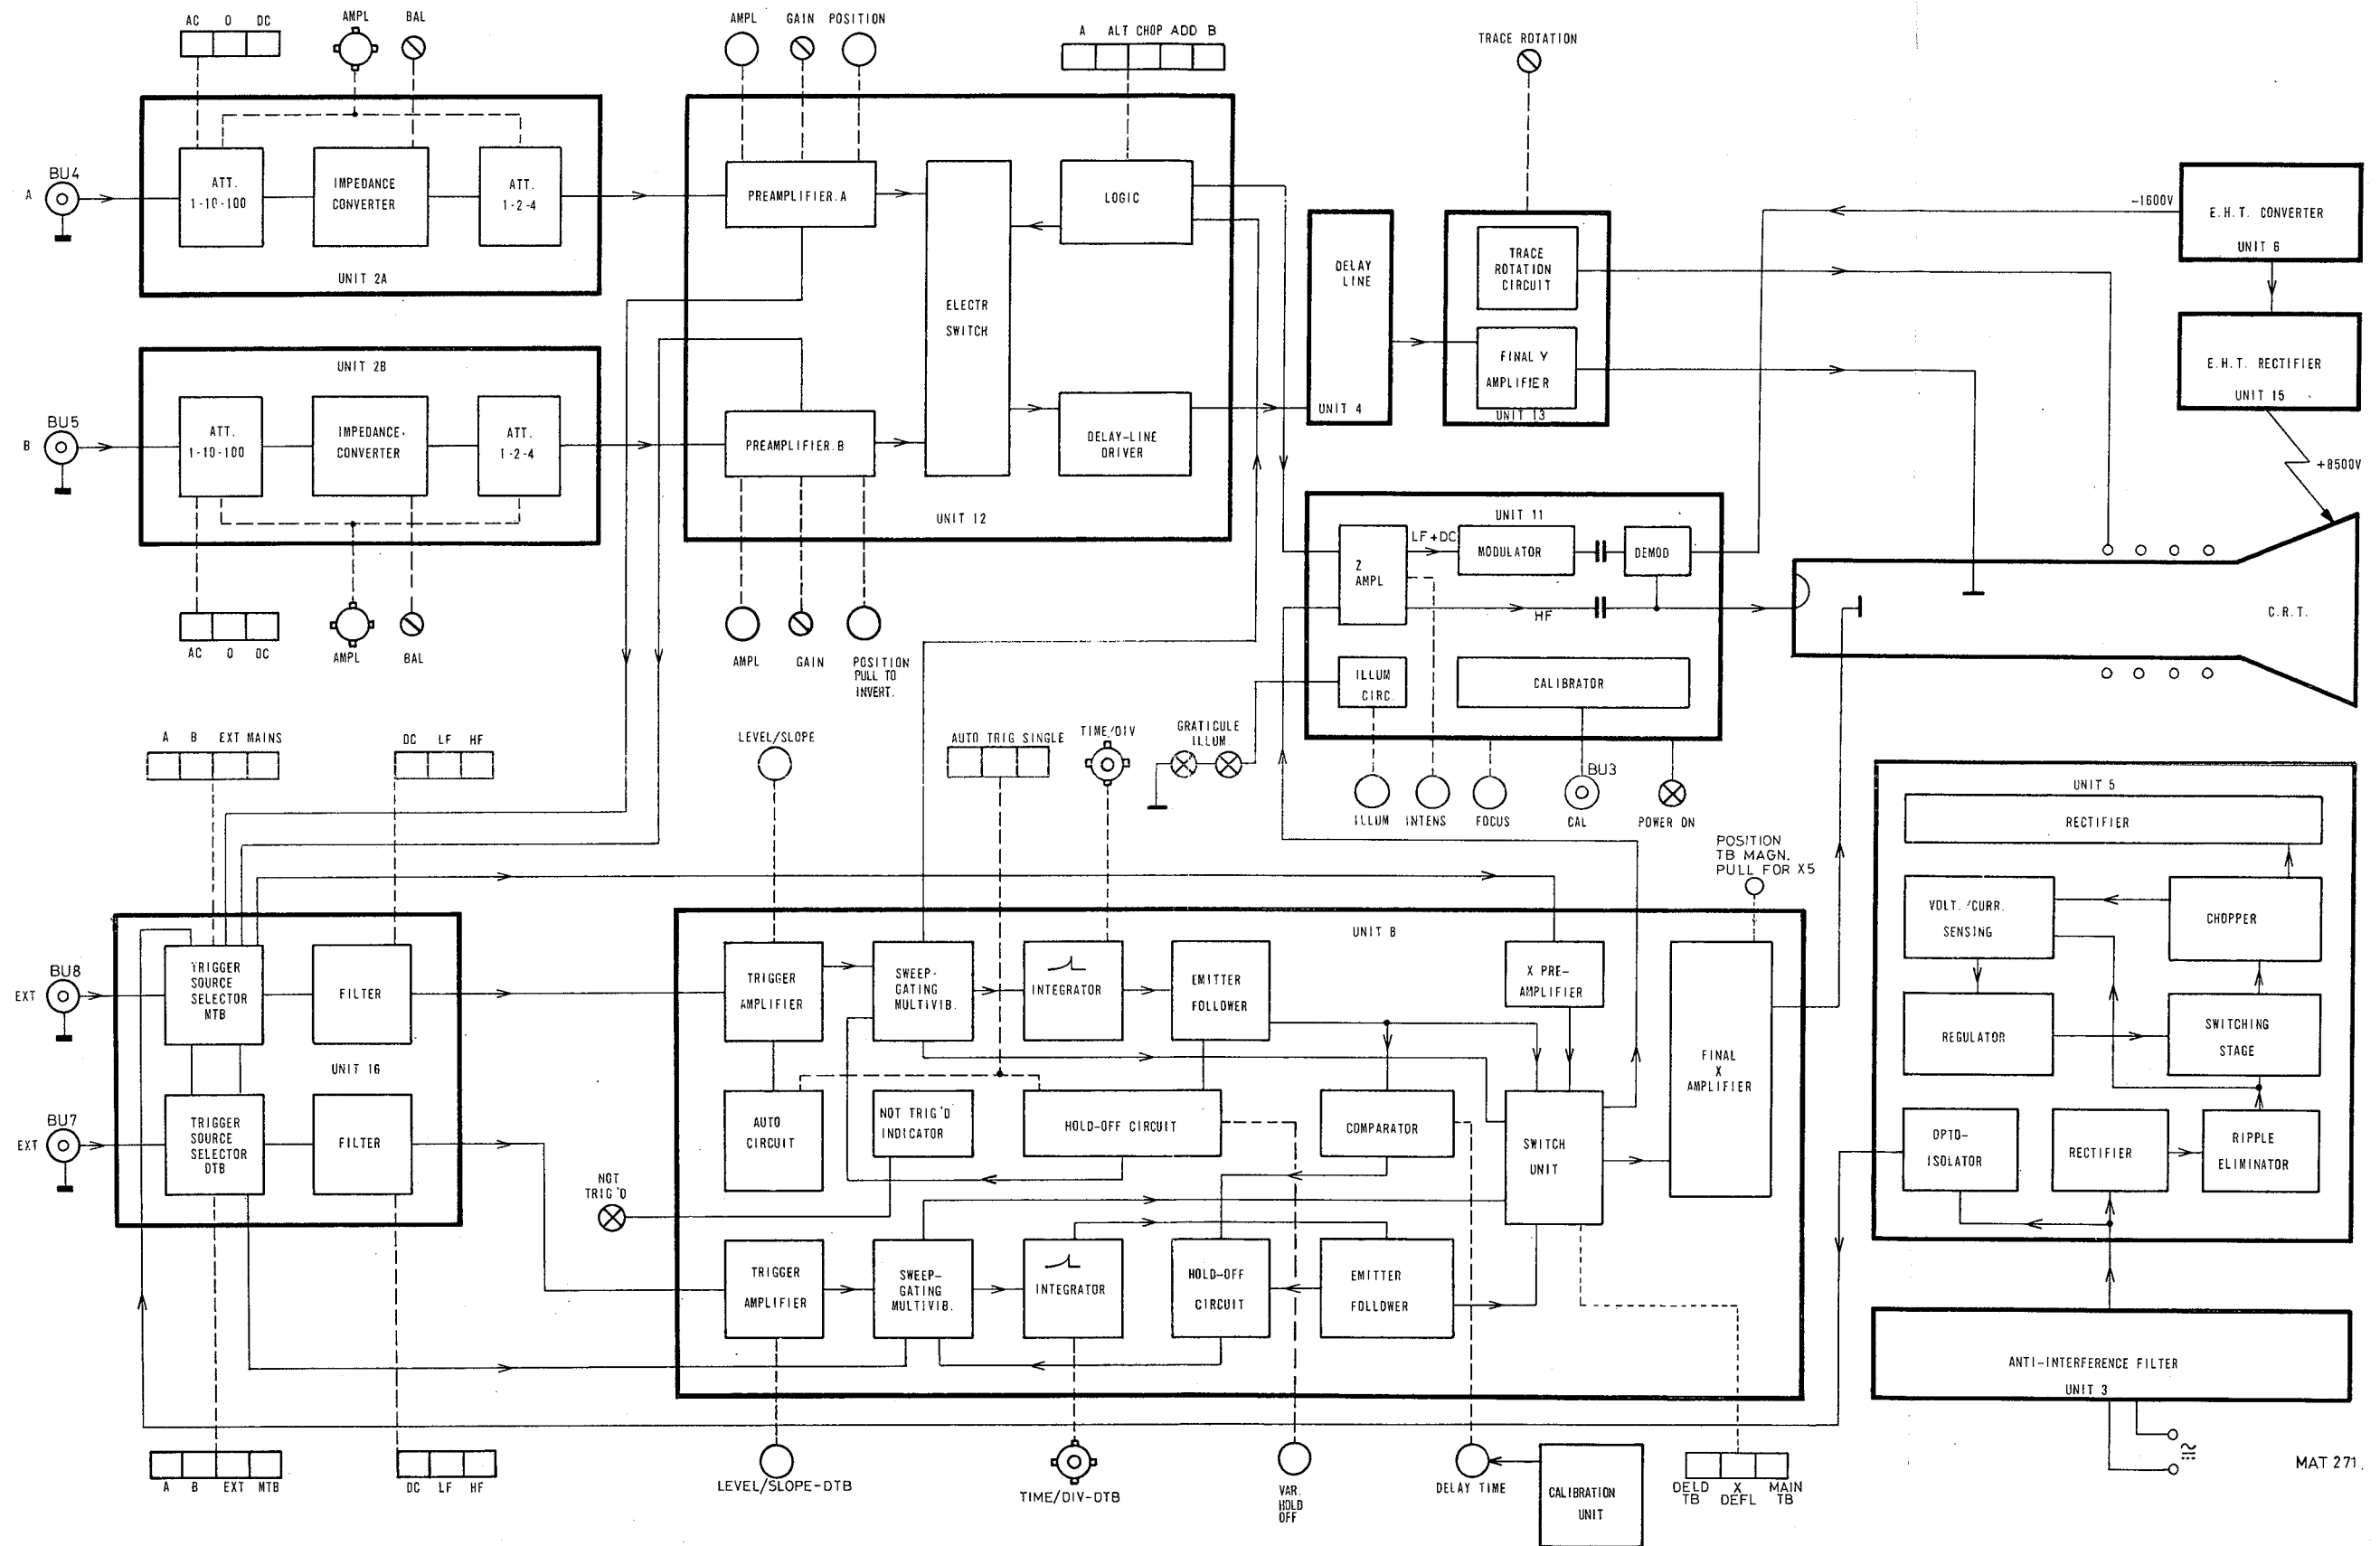 AC O DC
AMPL
BAL
BU4
A
ATT.
1-10-100
IMPEDANCE
CONVERTER
ATT.
1-2-4
UNIT 2A
UNIT 2B
BU5
B
ATT.
1-10-100
IMPEDANCE-
CONVERTER
ATT.
1-2-4
AC O DC
AMPL
BAL
AMPL
GAIN
POSITION
A ALT CHOP ADD B
PREAMPLIFIER.A
ELECTR
SWITCH
LOGIC
PREAMPLIFIER.B
DELAY-LINE
DRIVER
UNIT 12
AMPL
GAIN
POSITION
PULL TO
INVERT.
TRACE ROTATION
DELAY
LINE
UNIT 4
TRACE
ROTATION
CIRCUIT
FINAL Y
AMPLIFIER
UNIT 13
-1600V
E.H.T. CONVERTER
UNIT 6
E.H.T. RECTIFIER
UNIT 15
+8500V
C.R.T.
UNIT 11
Z
AMPL
LF+DC
MODULATOR
DEMOD
HF
ILLUM
CIRC.
CALIBRATOR
GRATICULE
ILLUM.
ILLUM
INTENS
FOCUS
BU3
CAL
POWER ON
A B EXT MAINS
DC LF HF
LEVEL/SLOPE
AUTO TRIG SINGLE
TIME/DIV
POSITION
TB MAGN.
PULL FOR X5
BU8
EXT
TRIGGER
SOURCE
SELECTOR
MTB
FILTER
UNIT 16
BU7
EXT
TRIGGER
SOURCE
SELECTOR
DTB
FILTER
A B EXT MTB
DC LF HF
UNIT 8
TRIGGER
AMPLIFIER
SWEEP-
GATING
MULTIVIB.
INTEGRATOR
EMITTER
FOLLOWER
X PRE-
AMPLIFIER
FINAL
X
AMPLIFIER
AUTO
CIRCUIT
NOT TRIG'D
INDICATOR
HOLD-OFF CIRCUIT
COMPARATOR
SWITCH
UNIT
NOT
TRIG'D
TRIGGER
AMPLIFIER
SWEEP-
GATING
MULTIVIB.
INTEGRATOR
HOLD-OFF
CIRCUIT
EMITTER
FOLLOWER
LEVEL/SLOPE-DTB
TIME/DIV-DTB
VAR.
HOLD
OFF
DELAY TIME
CALIBRATION
UNIT
DELD
TB
X
DEFL
MAIN
TB
UNIT 5
RECTIFIER
VOLT./CURR.
SENSING
CHOPPER
REGULATOR
SWITCHING
STAGE
OPTO-
ISOLATOR
RECTIFIER
RIPPLE
ELIMINATOR
ANTI-INTERFERENCE FILTER
UNIT 3
MAT 271